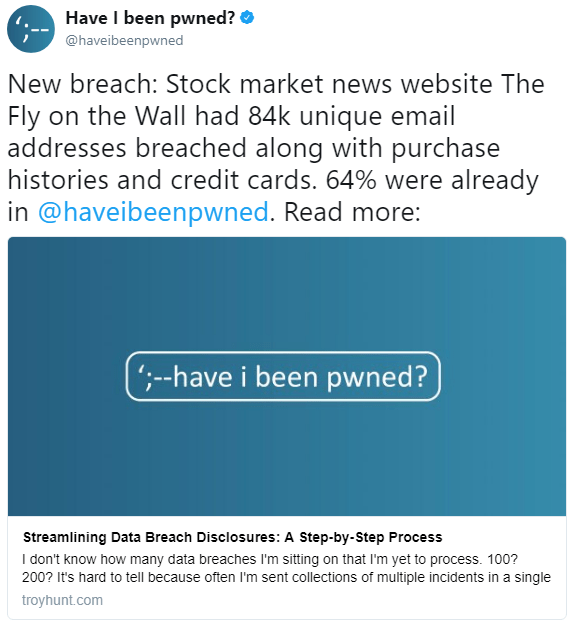 ‘;--
Have I been pwned?
@haveibeenpwned
New breach: Stock market news website The
Fly on the Wall had 84k unique email
addresses breached along with purchase
histories and credit cards. 64% were already
in @haveibeenpwned. Read more:
‘;--have i been pwned?
Streamlining Data Breach Disclosures: A Step-by-Step Process
I don't know how many data breaches I'm sitting on that I'm yet to process. 100?
200? It's hard to tell because often I'm sent collections of multiple incidents in a single
troyhunt.com